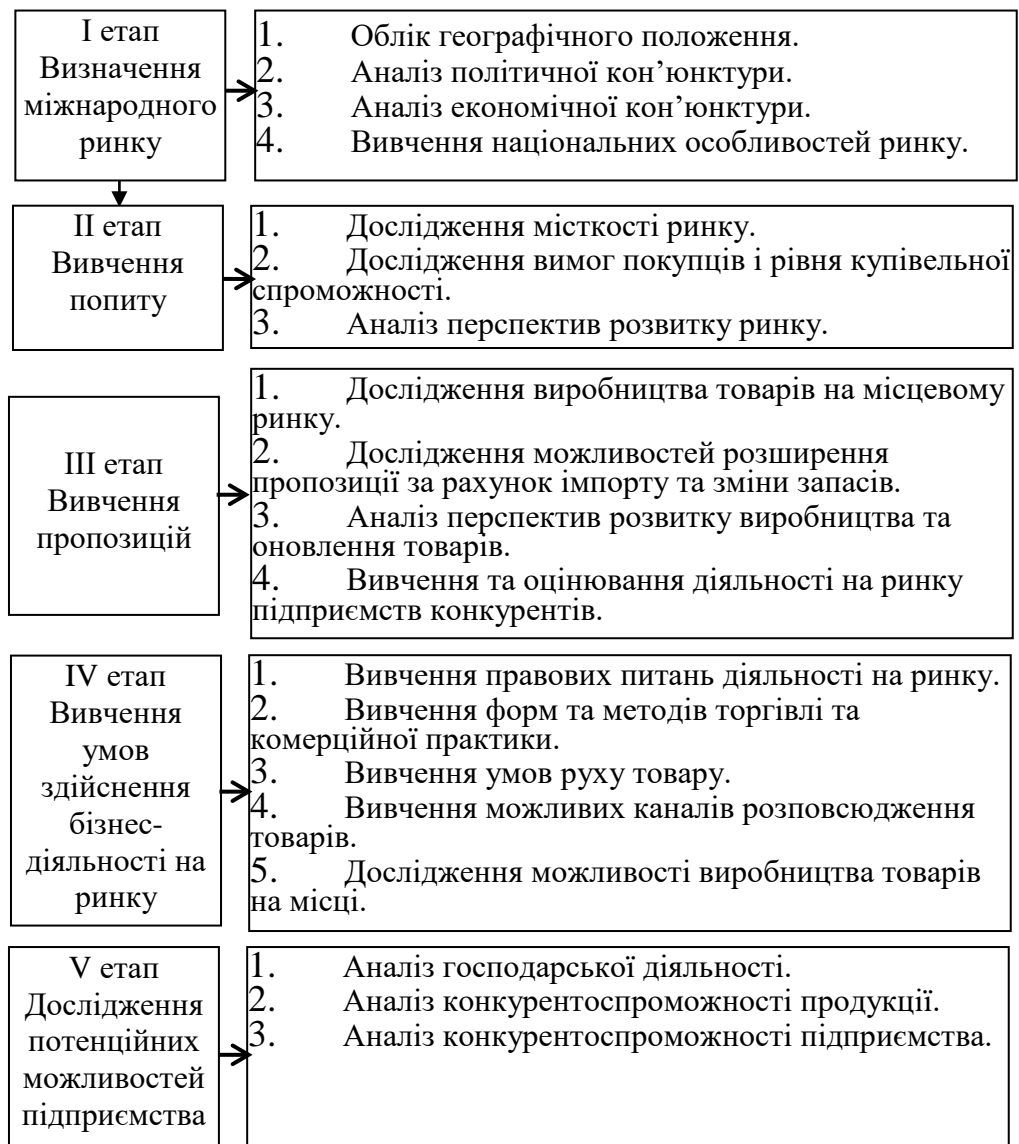 І етап
Визначення
міжнародного
ринку
1. Облік географічного положення.
2. Аналіз політичної кон’юнктури.
3. Аналіз економічної кон’юнктури.
4. Вивчення національних особливостей ринку.
ІІ етап
Вивчення
попиту
1. Дослідження місткості ринку.
2. Дослідження вимог покупців і рівня купівельної
спроможності.
3. Аналіз перспектив розвитку ринку.
ІІІ етап
Вивчення
пропозицій
1. Дослідження виробництва товарів на місцевому
ринку.
2. Дослідження можливостей розширення
пропозиції за рахунок імпорту та зміни запасів.
3. Аналіз перспектив розвитку виробництва та
оновлення товарів.
4. Вивчення та оцінювання діяльності на ринку
підприємств конкурентів.
IV етап
Вивчення
умов
здійснення
бізнес-
діяльності на
ринку
1. Вивчення правових питань діяльності на ринку.
2. Вивчення форм та методів торгівлі та
комерційної практики.
3. Вивчення умов руху товару.
4. Вивчення можливих каналів розповсюдження
товарів.
5. Дослідження можливості виробництва товарів
на місці.
V етап
Дослідження
потенційних
можливостей
підприємства
1. Аналіз господарської діяльності.
2. Аналіз конкурентоспроможності продукції.
3. Аналіз конкурентоспроможності підприємства.